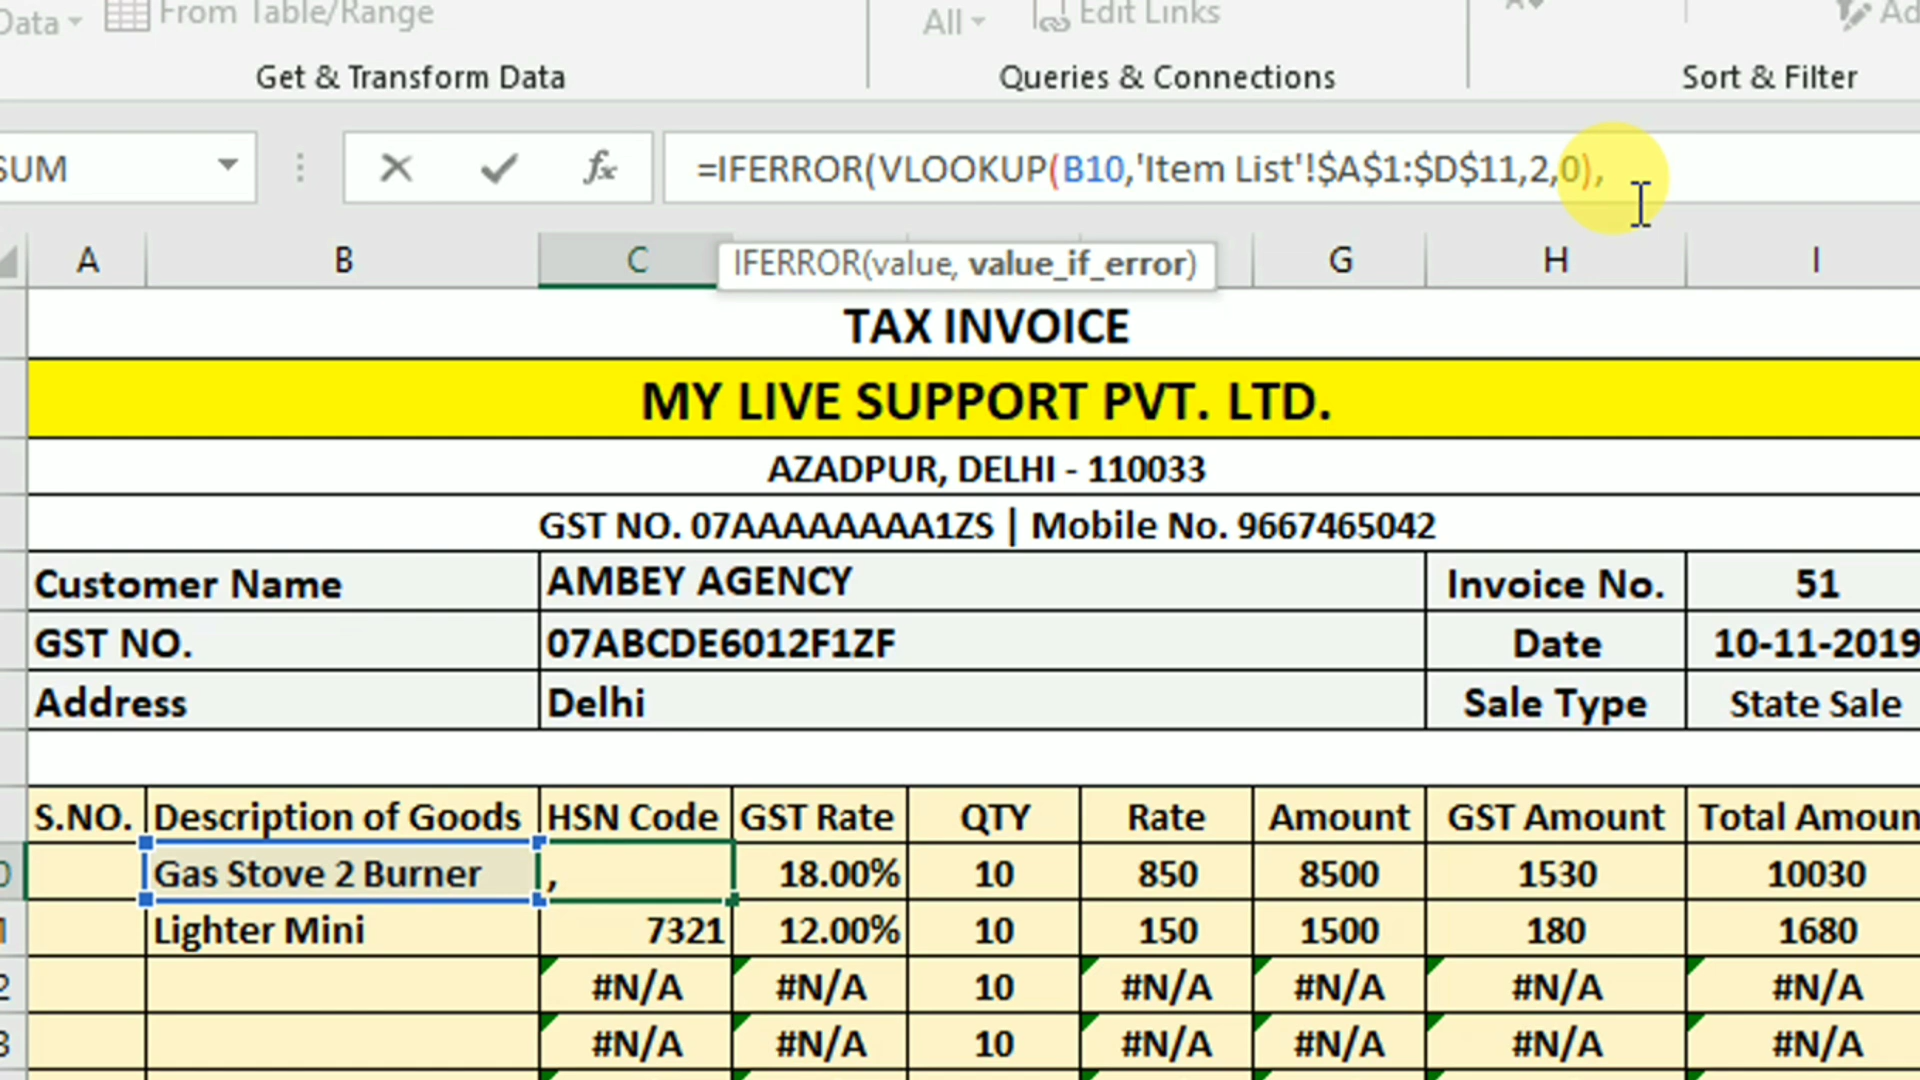 From Table/Range
All
Edit Links
Get & Transform Data
Queries & Connections
Sort & Filter
SUM
fx
=IFERROR(VLOOKUP(B10,'Item List'!$A$1:$D$11,2,0),
A B C G H I
IFERROR(value, value_if_error)
TAX INVOICE
MY LIVE SUPPORT PVT. LTD.
AZADPUR, DELHI - 110033
GST NO. 07AAAAAAAA1ZS | Mobile No. 9667465042
Customer Name AMBEY AGENCY Invoice No. 51
GST NO. 07ABCDE6012F1ZF Date 10-11-2019
Address Delhi Sale Type State Sale
S.NO. Description of Goods HSN Code GST Rate QTY Rate Amount GST Amount Total Amoun
Gas Stove 2 Burner , 18.00% 10 850 8500 1530 10030
Lighter Mini 7321 12.00% 10 150 1500 180 1680
2 #N/A #N/A 10 #N/A #N/A #N/A #N/A
3 #N/A #N/A 10 #N/A #N/A #N/A #N/A